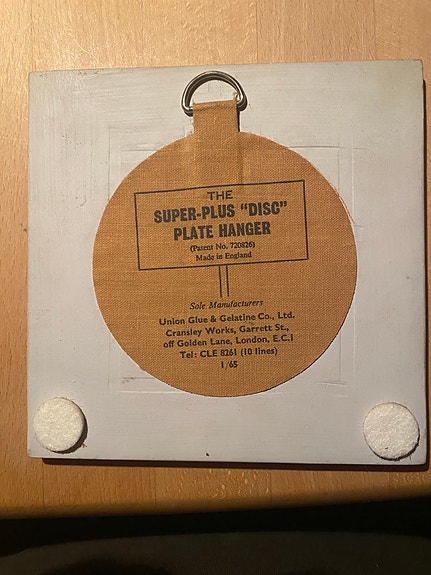 THE
SUPER-PLUS "DISC"
PLATE HANGER
(Patent No. 720826)
Made in England
Sole Manufacturers
Union Glue & Gelatine Co., Ltd.
Cransley Works, Garrett St.,
off Golden Lane, London, E.C.1
Tel: CLE 8261 (10 lines)
1/65